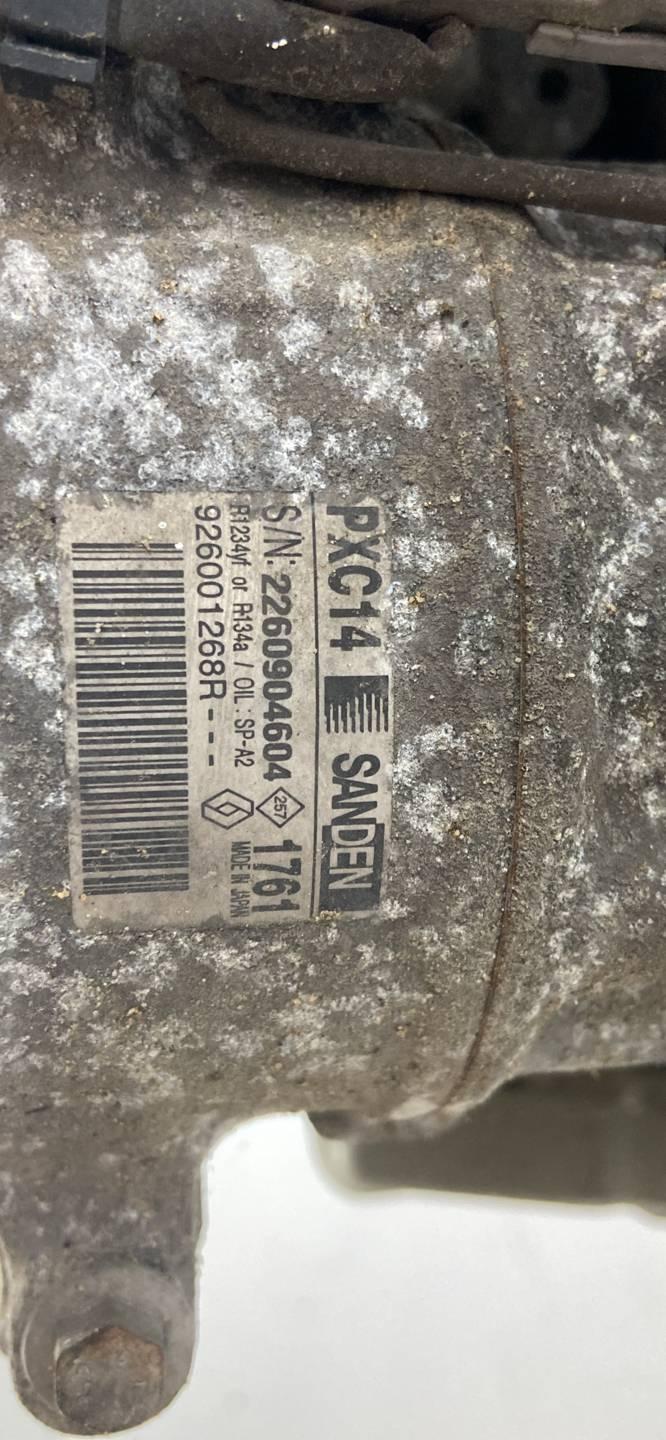 PXC14 SANDEN
S/N: 2260904604 257 1761
R1234yf or R134a / OIL : SP-A2 MADE IN JAPAN
926001268R - - -